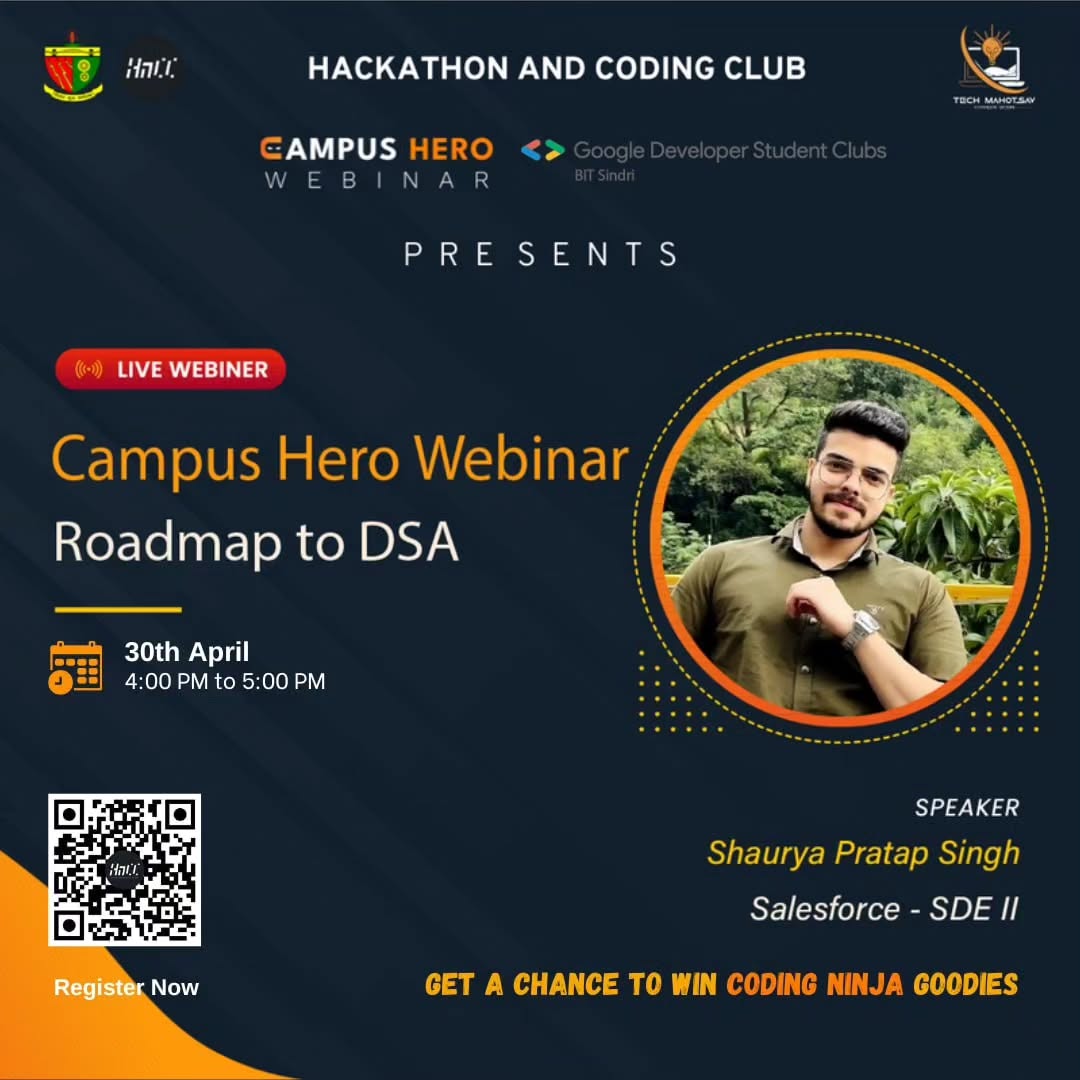 HnCC
HACKATHON AND CODING CLUB
TECH MAHOTSAV
CAMPUS HERO
WEBINAR
Google Developer Student Clubs
BIT Sindri
PRESENTS
LIVE WEBINER
Campus Hero Webinar
Roadmap to DSA
30th April
4:00 PM to 5:00 PM
HnCC
Register Now
SPEAKER
Shaurya Pratap Singh
Salesforce - SDE II
GET A CHANCE TO WIN CODING NINJA GOODIES